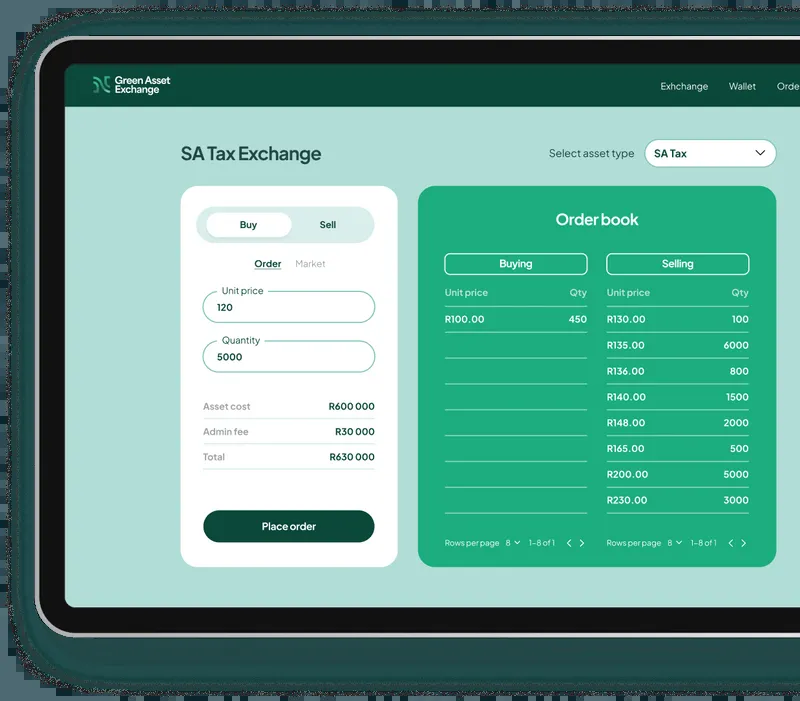 Green Asset
Exchange
Exhchange Wallet Orde
SA Tax Exchange
Select asset type SA Tax
Buy Sell
Order Market
Unit price
120
Quantity
5000
Asset cost R600 000
Admin fee R30 000
Total R630 000
Place order
Order book
Buying Selling
Unit price Qty Unit price Qty
R100.00 450 R130.00 100
R135.00 6000
R136.00 800
R140.00 1500
R148.00 2000
R165.00 500
R200.00 5000
R230.00 3000
Rows per page 8 1–8 of 1 Rows per page 8 1–8 of 1